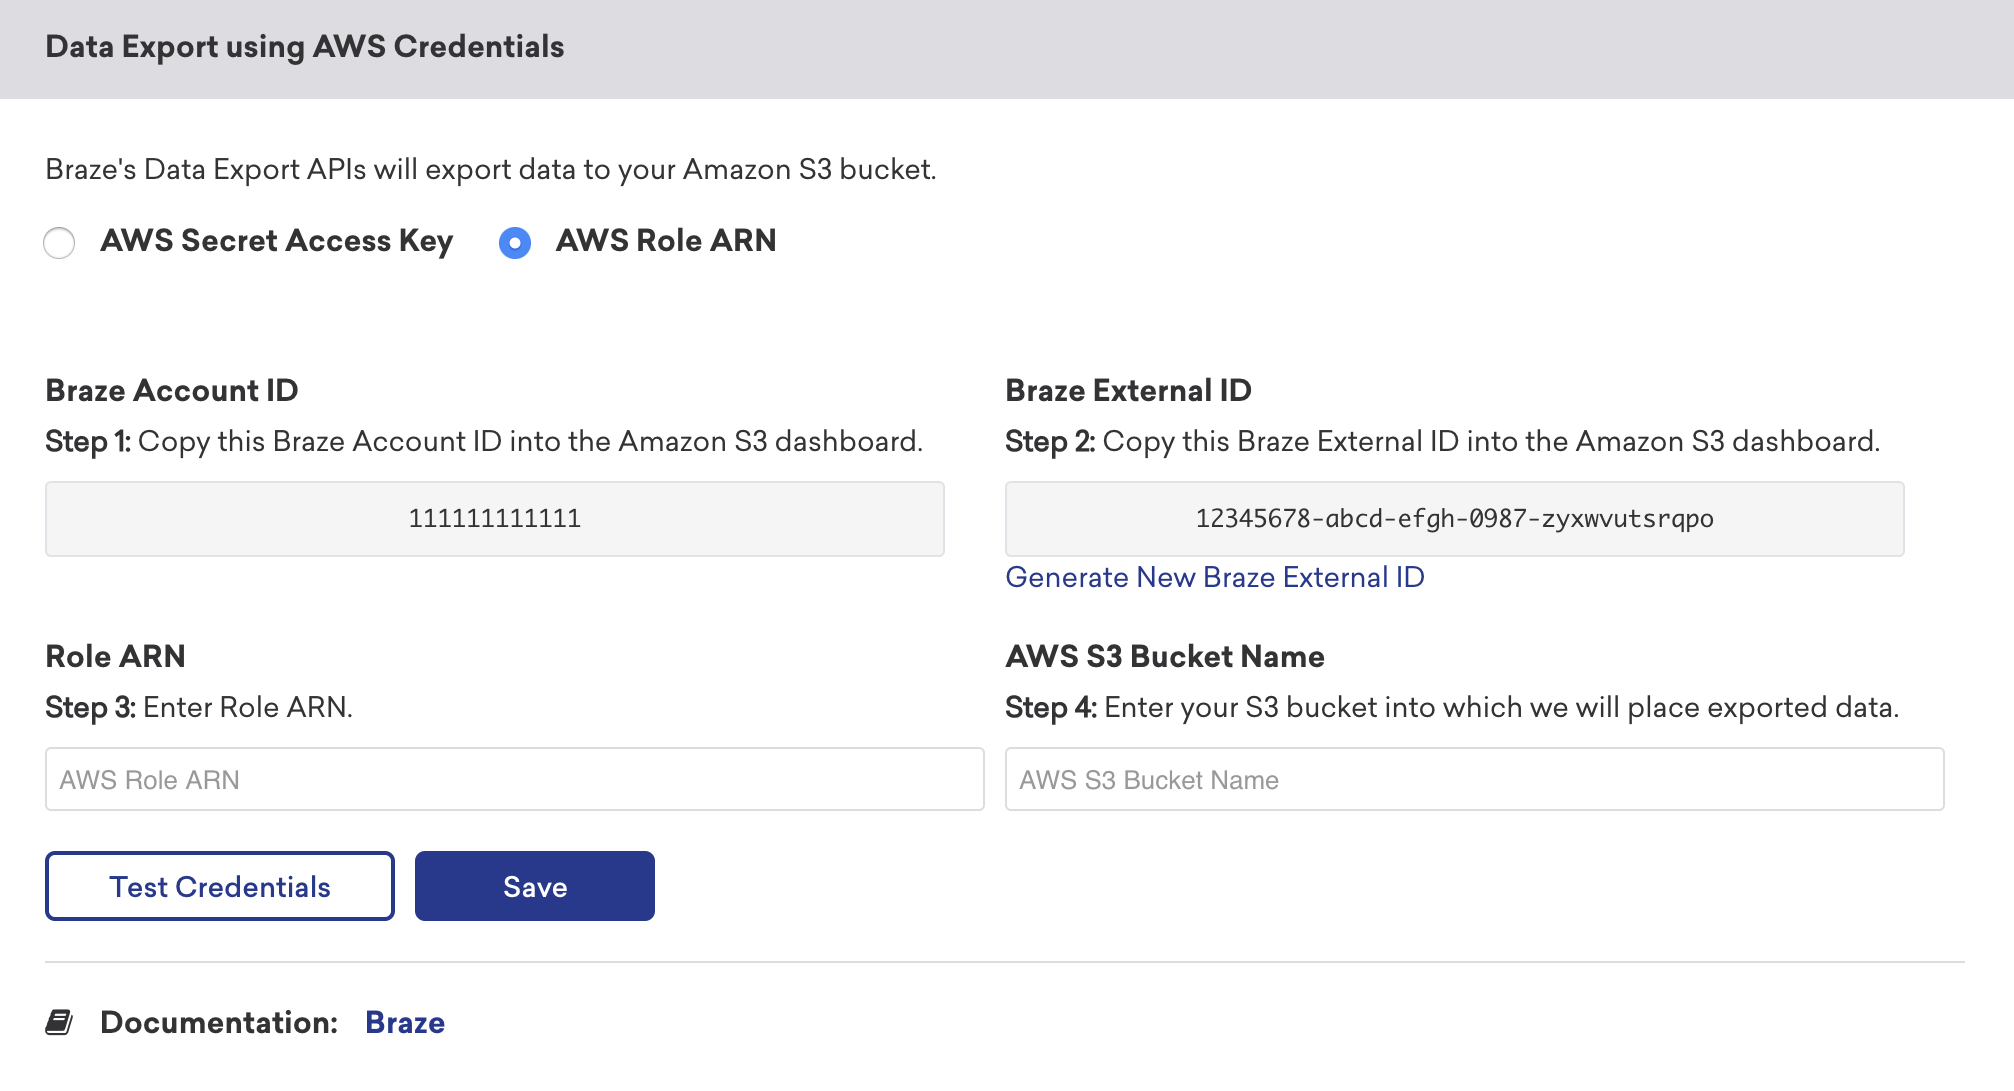 Data Export using AWS Credentials
Braze's Data Export APIs will export data to your Amazon S3 bucket.
AWS Secret Access Key AWS Role ARN
Braze Account ID
Step 1: Copy this Braze Account ID into the Amazon S3 dashboard.
111111111111
Braze External ID
Step 2: Copy this Braze External ID into the Amazon S3 dashboard.
12345678-abcd-efgh-0987-zyxwvutsrqpo
Generate New Braze External ID
Role ARN
Step 3: Enter Role ARN.
AWS Role ARN
AWS S3 Bucket Name
Step 4: Enter your S3 bucket into which we will place exported data.
AWS S3 Bucket Name
Test Credentials Save
Documentation: Braze